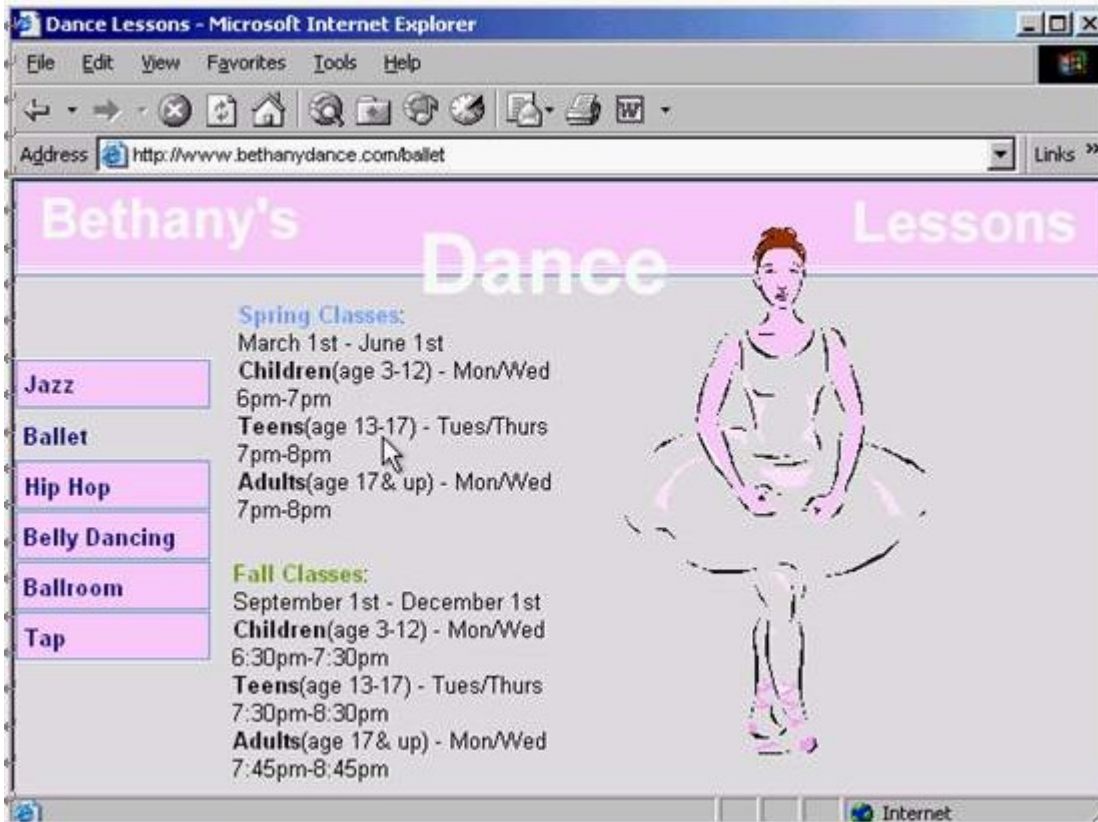 Dance Lessons - Microsoft Internet Explorer
File Edit View Favorites Tools Help
W
Address http://www.bethanydance.com/ballet Links »
Bethany's Dance Lessons
Jazz
Ballet
Hip Hop
Belly Dancing
Ballroom
Tap
Spring Classes:
March 1st - June 1st
Children(age 3-12) - Mon/Wed
6pm-7pm
Teens(age 13-17) - Tues/Thurs
7pm-8pm
Adults(age 17& up) - Mon/Wed
7pm-8pm
Fall Classes:
September 1st - December 1st
Children(age 3-12) - Mon/Wed
6:30pm-7:30pm
Teens(age 13-17) - Tues/Thurs
7:30pm-8:30pm
Adults(age 17& up) - Mon/Wed
7:45pm-8:45pm
Internet